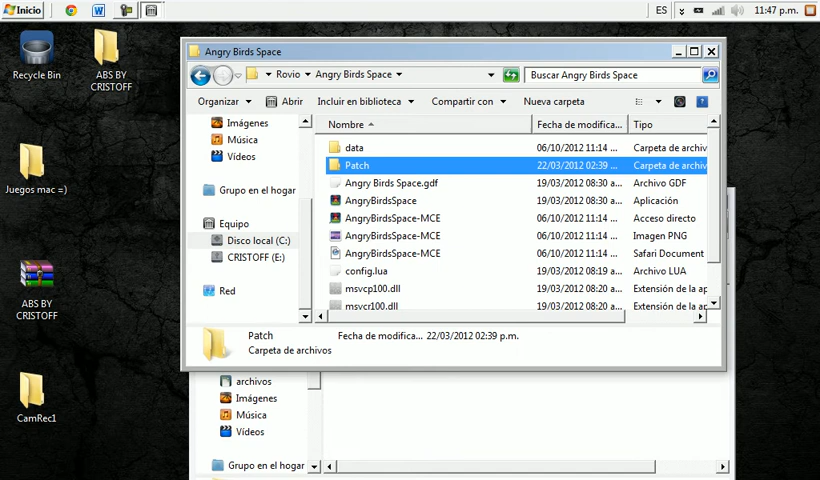 Inicio
ES
11:47 p.m.
Recycle Bin
ABS BY CRISTOFF
Juegos mac =)
ABS BY CRISTOFF
CamRec1
Angry Birds Space
Rovio Angry Birds Space
Buscar Angry Birds Space
Organizar Abrir Incluir en biblioteca Compartir con Nueva carpeta
Imágenes
Música
Vídeos
Grupo en el hogar
Equipo
Disco local (C:)
CRISTOFF (E:)
Red
Nombre Fecha de modifica... Tipo
data 06/10/2012 11:14 ... Carpeta de archiv
Patch 22/03/2012 02:39 ... Carpeta de archiv
Angry Birds Space.gdf 19/03/2012 08:30 a... Archivo GDF
AngryBirdsSpace 19/03/2012 08:30 a... Aplicación
AngryBirdsSpace-MCE 06/10/2012 11:14 ... Acceso directo
AngryBirdsSpace-MCE 06/10/2012 11:14 ... Imagen PNG
AngryBirdsSpace-MCE 06/10/2012 11:14 ... Safari Document
config.lua 19/03/2012 08:19 a... Archivo LUA
msvcp100.dll 19/03/2012 08:20 a... Extensión de la ap
msvcr100.dll 19/03/2012 08:20 a... Extensión de la ap
Patch Fecha de modifica... 22/03/2012 02:39 p.m.
Carpeta de archivos
archivos
Imágenes
Música
Vídeos
Grupo en el hogar